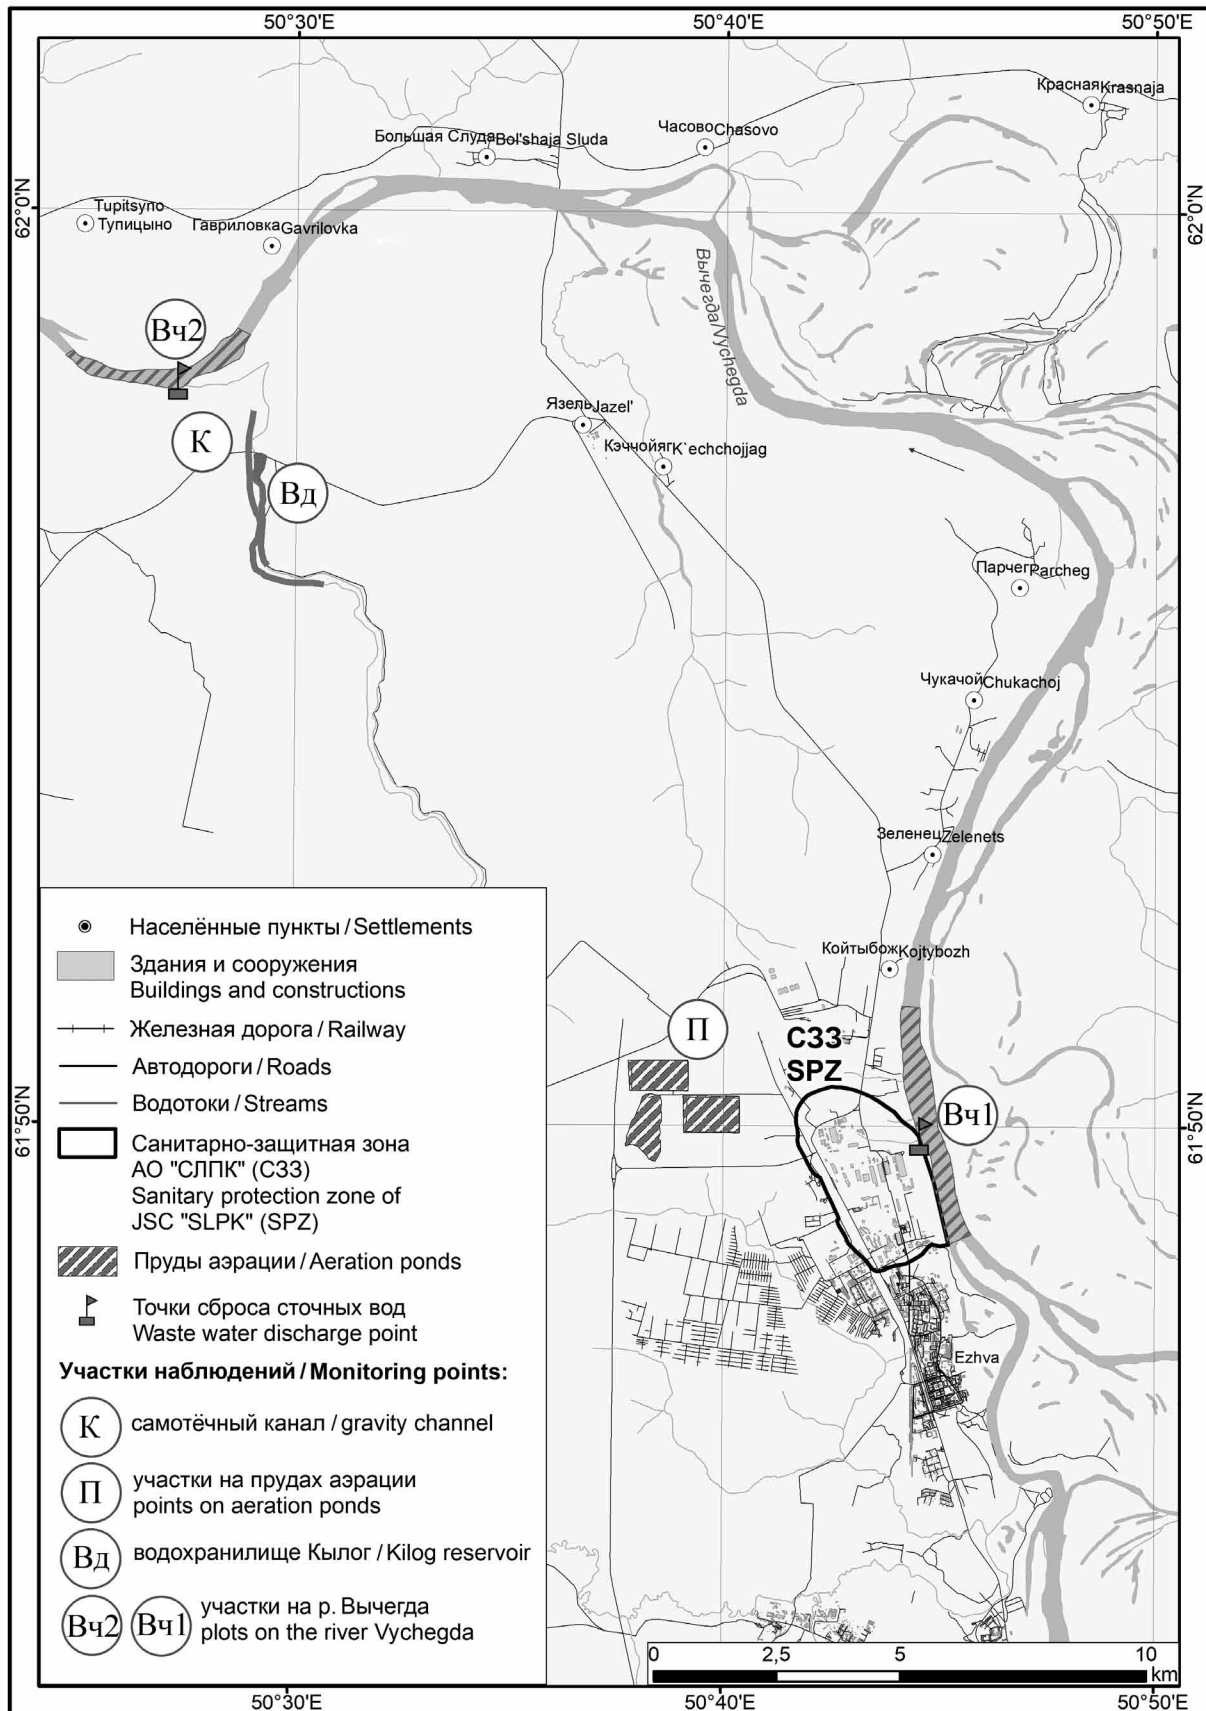 50°30'E
50°40'E
50°50'E
Красная Krasnaja
Часово Chasovo
Большая Слуда Bol'shaja Sluda
62°0'N
62°0'N
Tupitsyno
Тупицыно
Гавриловка Gavrilovka
Вычегда/Vychegda
Вч2
К
Вд
Язель Jazel'
Кэччойяг K`echchojjag
Парчег Parcheg
Чукачой Chukachoj
Зеленец Zelenets
Койтыбож Kojtybozh
П
СЗЗ
SPZ
Вч1
61°50'N
61°50'N
Ezhva
Населённые пункты / Settlements
Здания и сооружения
Buildings and constructions
Железная дорога / Railway
Автодороги / Roads
Водотоки / Streams
Санитарно-защитная зона
АО "СЛПК" (СЗЗ)
Sanitary protection zone of
JSC "SLPK" (SPZ)
Пруды аэрации / Aeration ponds
Точки сброса сточных вод
Waste water discharge point
Участки наблюдений / Monitoring points:
К самотёчный канал / gravity channel
П участки на прудах аэрации
points on aeration ponds
Вд водохранилище Кылог / Kilog reservoir
Вч2 Вч1 участки на р. Вычегда
plots on the river Vychegda
0 2,5 5 10
km
50°30'E
50°40'E
50°50'E